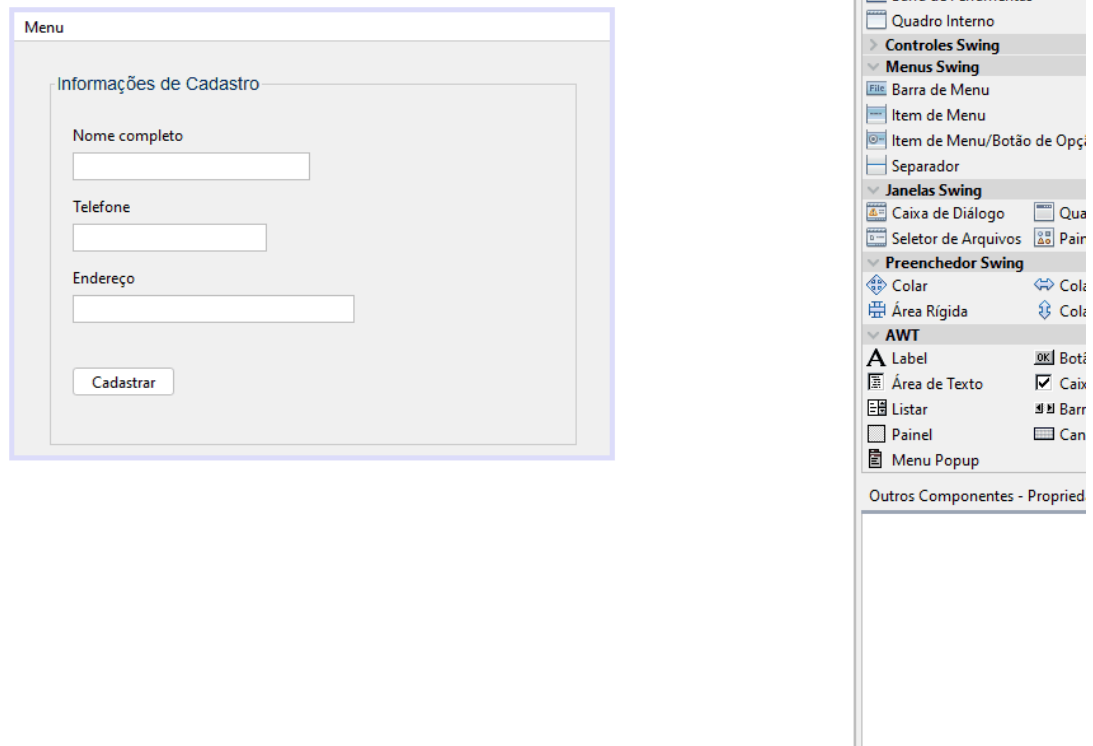 Menu
Informações de Cadastro
Nome completo
Telefone
Endereço
Cadastrar
Quadro Interno
Controles Swing
Menus Swing
File Barra de Menu
Item de Menu
Item de Menu/Botão de Opç
Separador
Janelas Swing
Caixa de Diálogo Qua
Seletor de Arquivos Pain
Preenchedor Swing
Colar Cola
Área Rígida Cola
AWT
A Label OK Botã
Área de Texto Caix
Listar Barr
Painel Can
Menu Popup
Outros Componentes - Propried